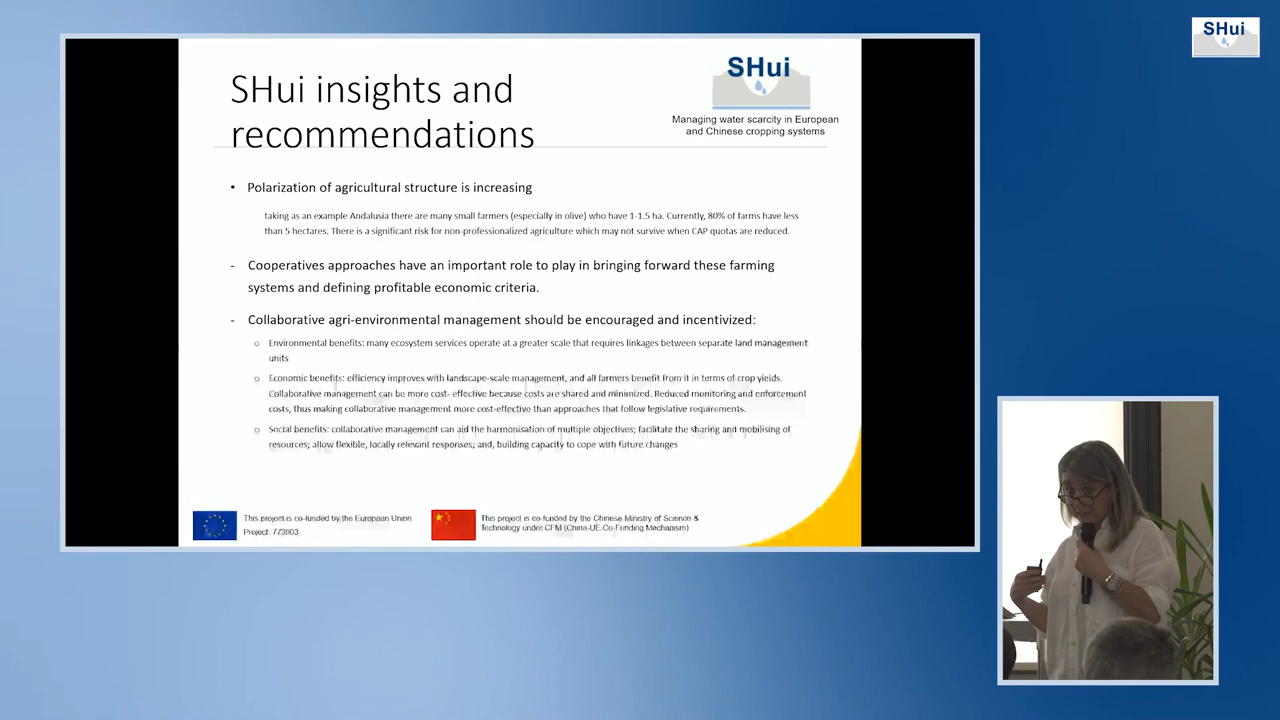 SHui
SHui insights and
recommendations
SHui
Managing water scarcity in European
and Chinese cropping systems
• Polarization of agricultural structure is increasing
taking as an example Andalusia there are many small farmers (especially in olive) who have 1-1.5 ha. Currently, 80% of farms have less
than 5 hectares. There is a significant risk for non-professionalized agriculture which may not survive when CAP quotas are reduced.
- Cooperatives approaches have an important role to play in bringing forward these farming
systems and defining profitable economic criteria.
- Collaborative agri-environmental management should be encouraged and incentivized:
o Environmental benefits: many ecosystem services operate at a greater scale that requires linkages between separate land management
units
o Economic benefits: efficiency improves with landscape-scale management, and all farmers benefit from it in terms of crop yields.
Collaborative management can be more cost- effective because costs are shared and minimized. Reduced monitoring and enforcement
costs, thus making collaborative management more cost-effective than approaches that follow legislative requirements.
o Social benefits: collaborative management can aid the harmonisation of multiple objectives; facilitate the sharing and mobilising of
resources; allow flexible, locally relevant responses; and, building capacity to cope with future changes
This project is co-funded by the European Union
Project: 773903
This project is co-funded by the Chinese Ministry of Science &
Technology under CFM (China-UE Co-Funding Mechanism)